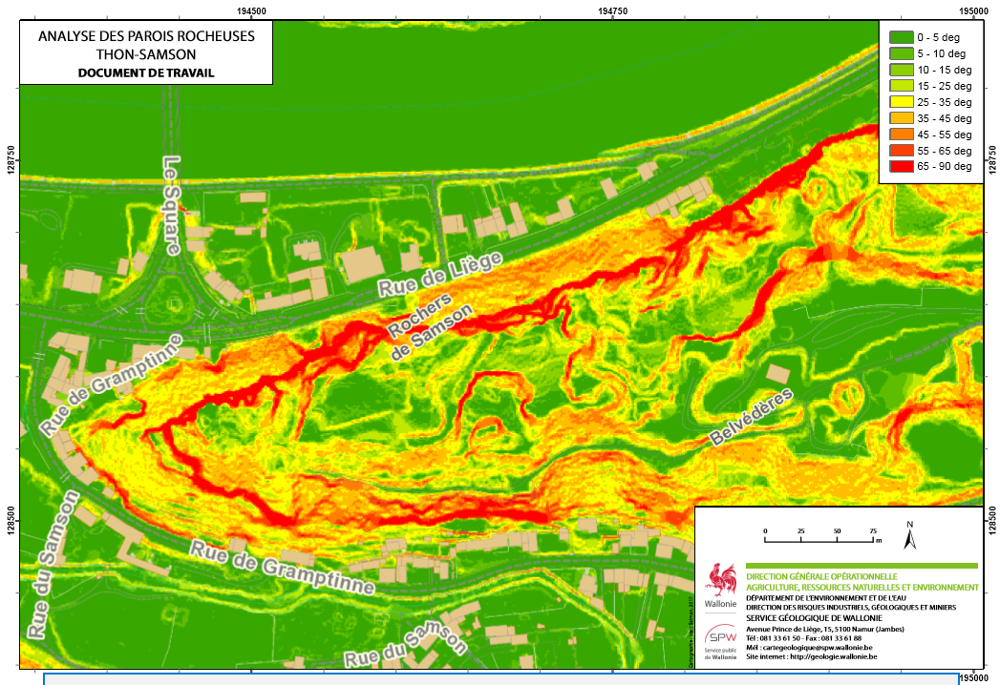 194500
194750
195000
ANALYSE DES PAROIS ROCHEUSES
THON-SAMSON
DOCUMENT DE TRAVAIL
0 - 5 deg
5 - 10 deg
10 - 15 deg
15 - 25 deg
25 - 35 deg
35 - 45 deg
45 - 55 deg
55 - 65 deg
65 - 90 deg
128750
128750
Le Square
Rue de Liège
Rochers
de Samson
Rue de Gramptinne
Belvédères
128500
128500
Rue du Samson
Rue de Gramptinne
Rue du Samson
0 25 50 75
m
N
Wallonie
SPW
Service public
de Wallonie
DIRECTION GÉNÉRALE OPÉRATIONNELLE
AGRICULTURE, RESSOURCES NATURELLES ET ENVIRONNEMENT
DÉPARTEMENT DE L'ENVIRONNEMENT ET DE L'EAU
DIRECTION DES RISQUES INDUSTRIELS, GÉOLOGIQUES ET MINIERS
SERVICE GÉOLOGIQUE DE WALLONIE
Avenue Prince de Liège, 15, 5100 Namur (Jambes)
Tél : 081 33 61 50 - Fax : 081 33 61 88
Mél : cartegeologique@spw.wallonie.be
Site internet : http://geologie.wallonie.be
195000